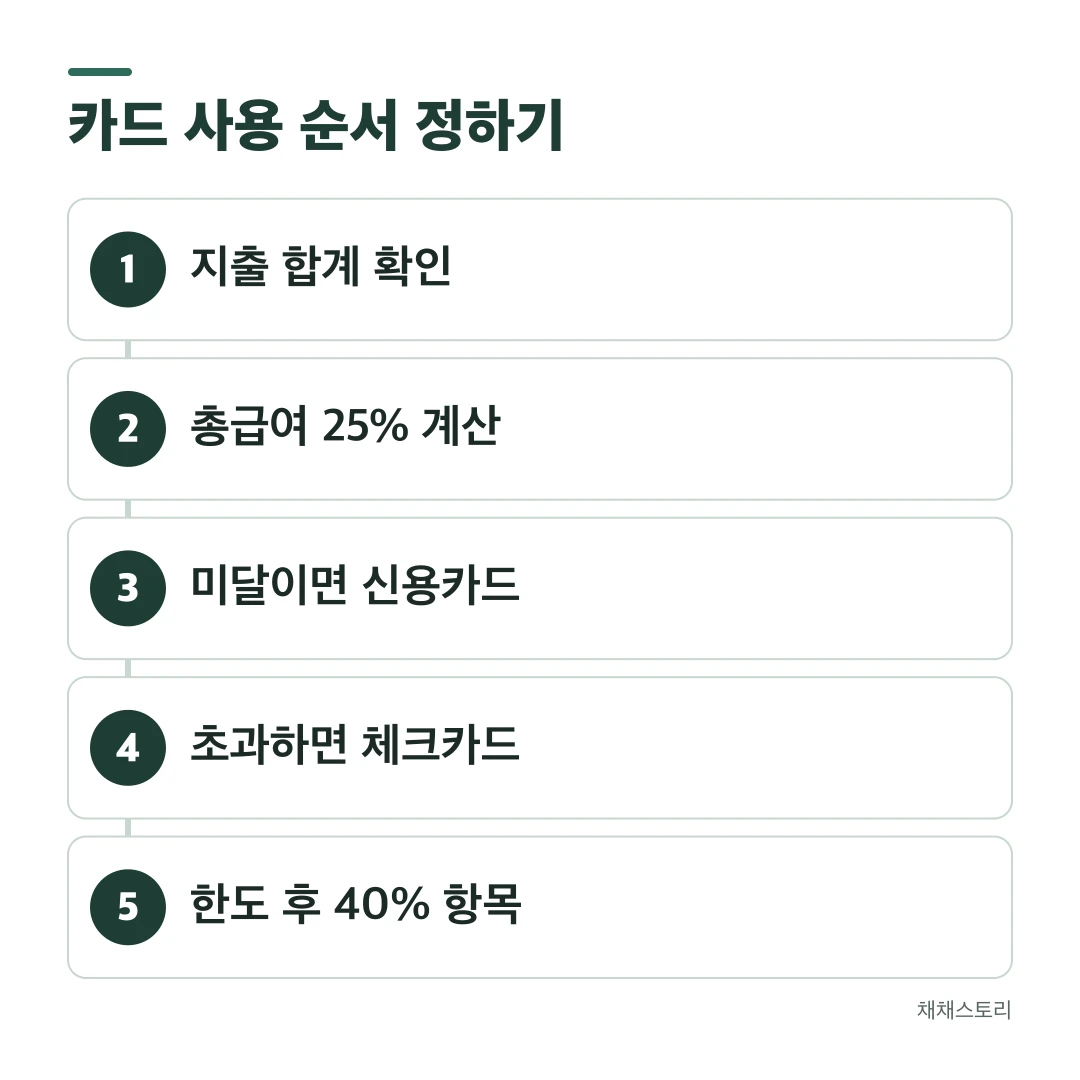 카드 사용 순서 정하기
1 지출 합계 확인
2 총급여 25% 계산
3 미달이면 신용카드
4 초과하면 체크카드
5 한도 후 40% 항목
채채스토리